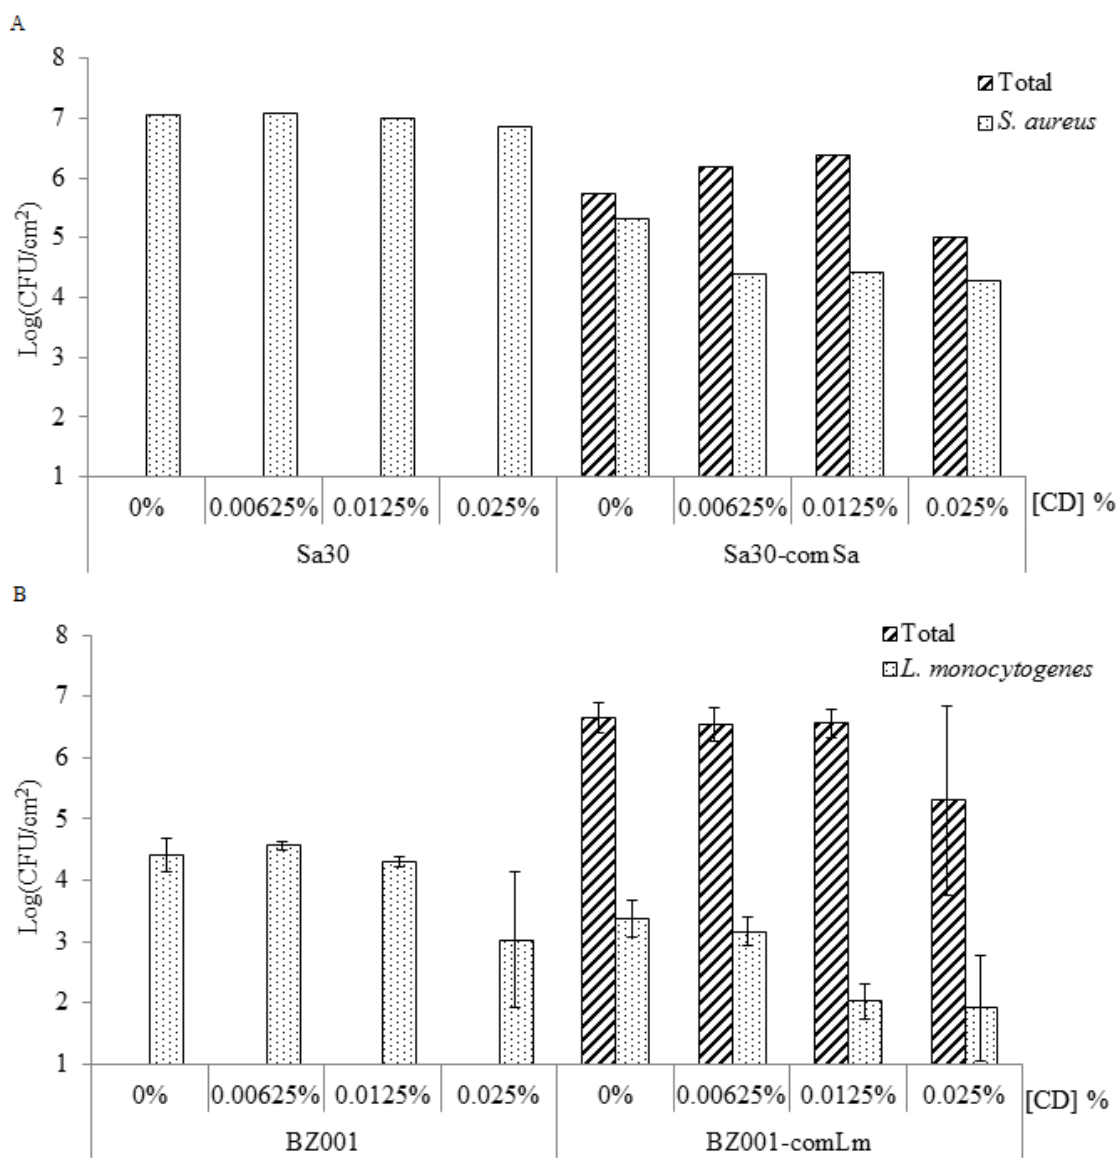 A
8
7
6
5
4
3
2
1
Log(CFU/cm²)
Total
S. aureus
0% 0.00625% 0.0125% 0.025% 0% 0.00625% 0.0125% 0.025% [CD] %
Sa30 Sa30-comSa
B
8
7
6
5
4
3
2
1
Log(CFU/cm²)
Total
L. monocytogenes
0% 0.00625% 0.0125% 0.025% 0% 0.00625% 0.0125% 0.025% [CD] %
BZ001 BZ001-comLm